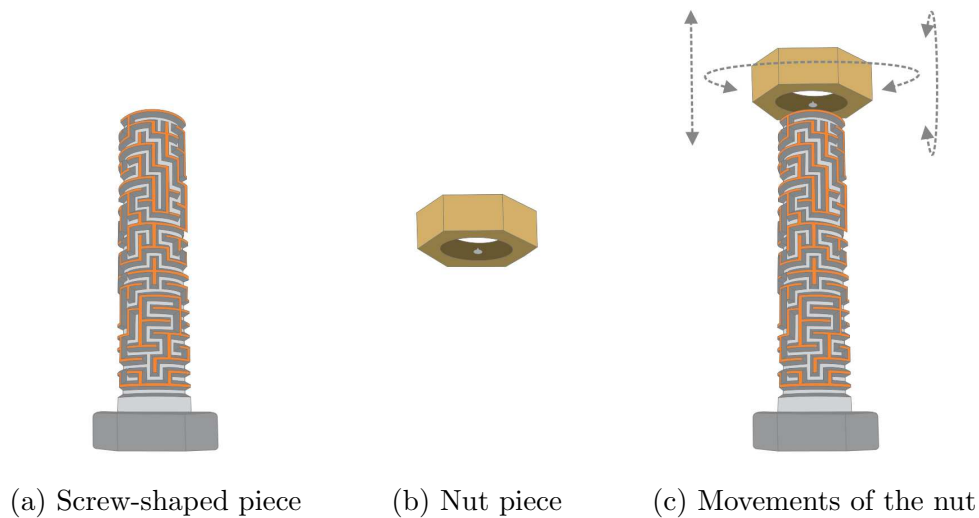 (a) Screw-shaped piece
(b) Nut piece
(c) Movements of the nut